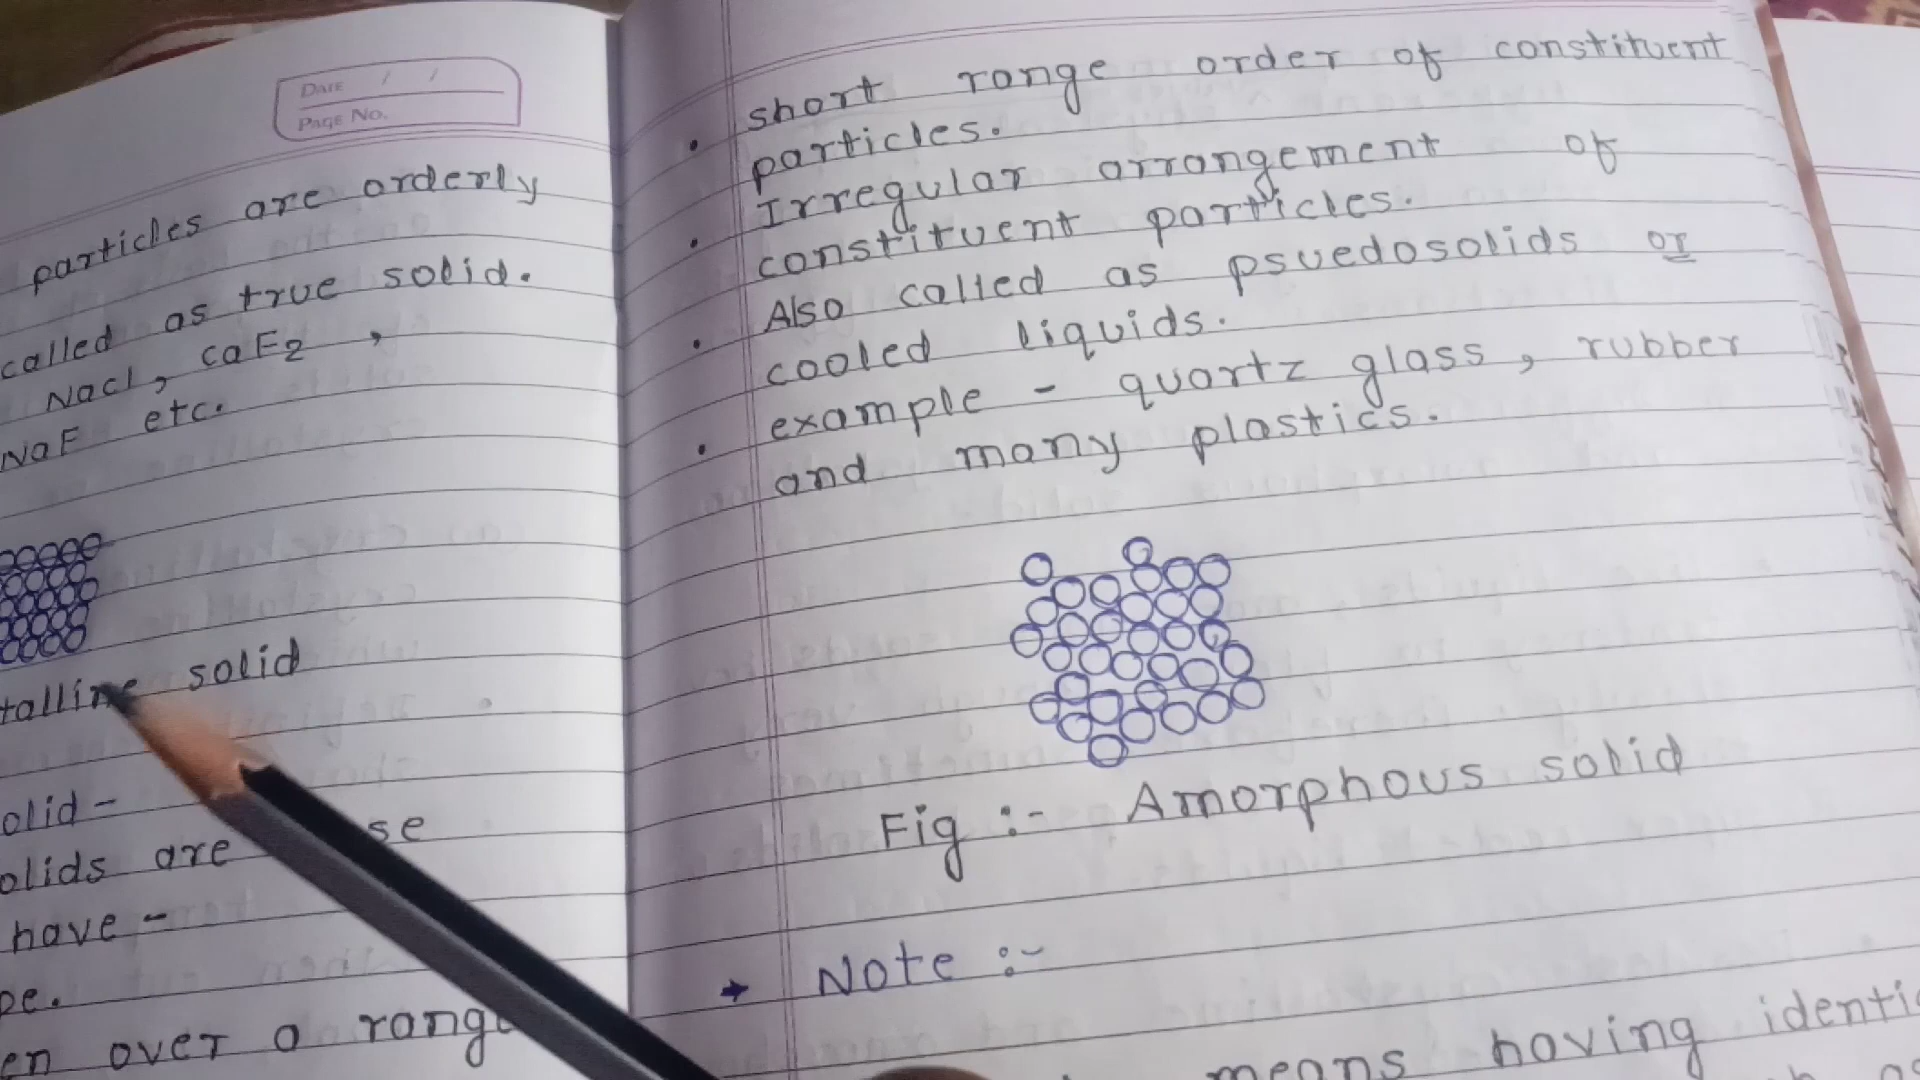 Date / /
Page No.
particles are orderly
called as true solid.
NaCl, CaF2,
NaF etc.
talline solid
olid-
olids are se
have -
pe.
en over a range
• short range order of constituent
particles.
• Irregular arrangement of
constituent particles.
• Also called as psuedosolids or
cooled liquids.
• example - quartz glass, rubber
and many plastics.
Fig :- Amorphous solid
→ Note :-
means having identic